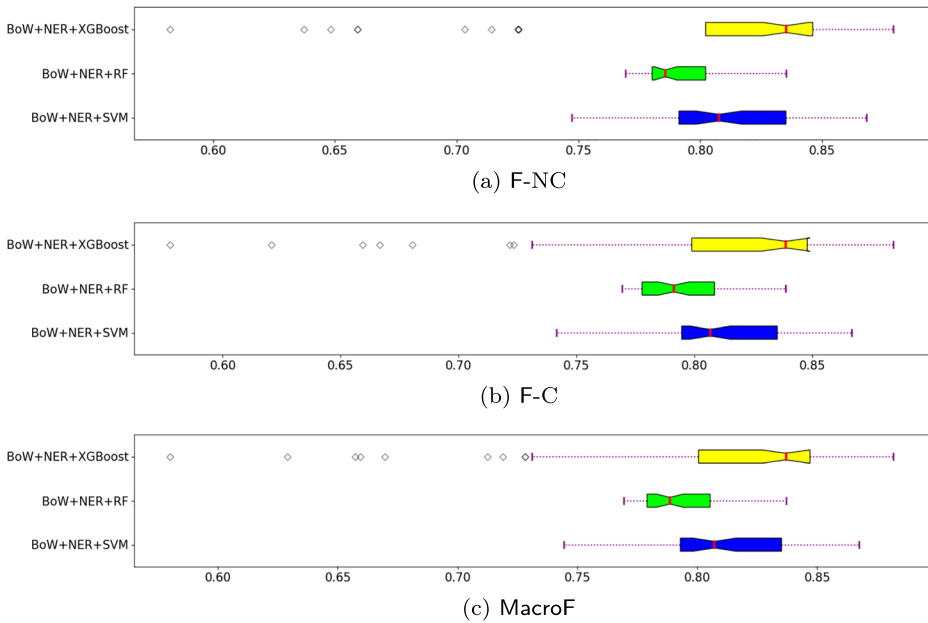 BoW+NER+XGBoost
BoW+NER+RF
BoW+NER+SVM
0.60 0.65 0.70 0.75 0.80 0.85
(a) F-NC
BoW+NER+XGBoost
BoW+NER+RF
BoW+NER+SVM
0.60 0.65 0.70 0.75 0.80 0.85
(b) F-C
BoW+NER+XGBoost
BoW+NER+RF
BoW+NER+SVM
0.60 0.65 0.70 0.75 0.80 0.85
(c) MacroF